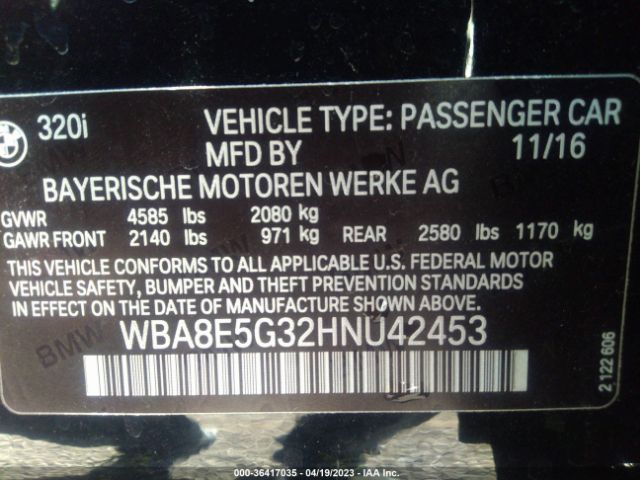 BMW 320i VEHICLE TYPE: PASSENGER CAR
MFD BY 11/16
BAYERISCHE MOTOREN WERKE AG
GVWR 4585 lbs 2080 kg
GAWR FRONT 2140 lbs 971 kg REAR 2580 lbs 1170 kg
THIS VEHICLE CONFORMS TO ALL APPLICABLE U.S. FEDERAL MOTOR
VEHICLE SAFETY, BUMPER AND THEFT PREVENTION STANDARDS
IN EFFECT ON THE DATE OF MANUFACTURE SHOWN ABOVE.
WBA8E5G32HNU42453
2 122 606
000-36417035 - 04/19/2023 - IAA Inc.